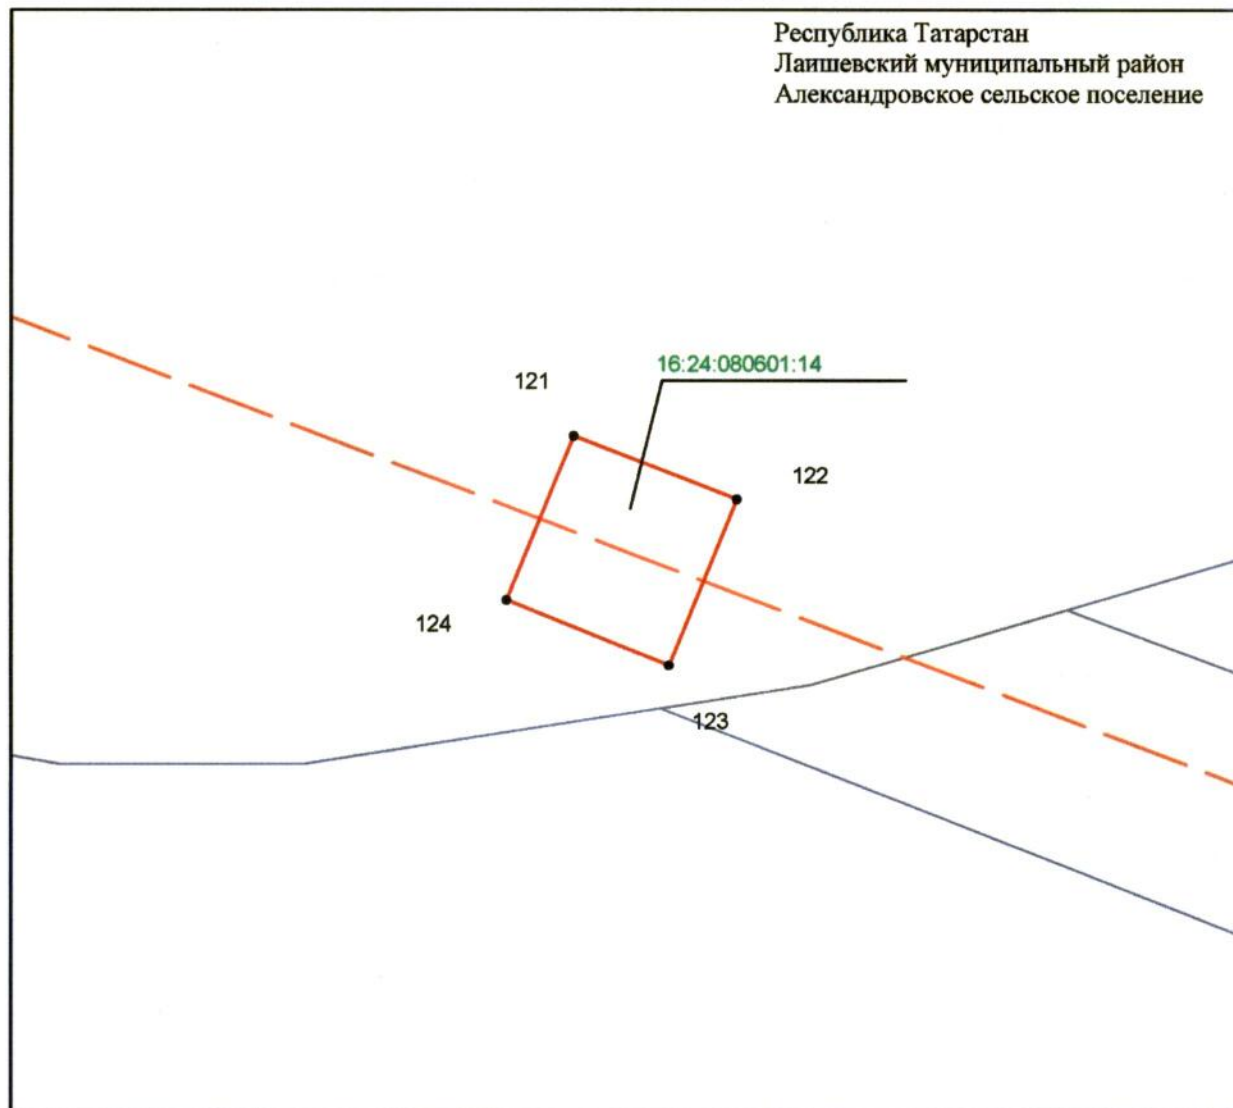 Республика Татарстан
Лаишевский муниципальный район
Александровское сельское поселение
16:24:080601:14
121
122
124
123